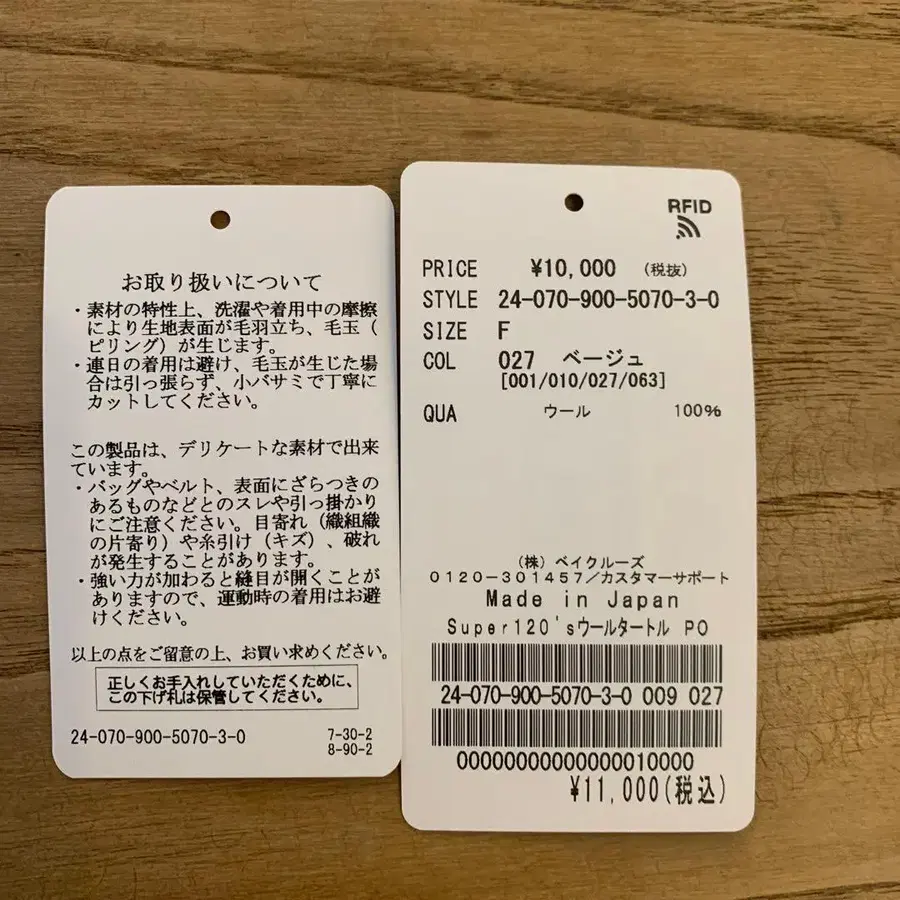 お取り扱いについて
・素材の特性上、洗濯や着用中の摩擦
により生地表面が毛羽立ち、毛玉（
ピリング）が生じます。
・連日の着用は避け、毛玉が生じた場
合は引っ張らず、小バサミで丁寧に
カットしてください。
この製品は、デリケートな素材で出来
ています。
・バッグやベルト、表面にざらつきの
あるものなどとのスレや引っ掛かり
にご注意ください。目寄れ（織組織
の片寄り）や糸引け（キズ）、破れ
が発生することがあります。
・強い力が加わると縫目が開くことが
ありますので、運動時の着用はお避
けください。
以上の点をご留意の上、お買い求めください。
正しくお手入れしていただくために、
この下げ札は保管してください。
24-070-900-5070-3-0 7-30-2
8-90-2
RFID
PRICE ¥10,000 (税抜)
STYLE 24-070-900-5070-3-0
SIZE F
COL 027 ベージュ
[001/010/027/063]
QUA ウール 100%
(株) ベイクルーズ
0120-301457/カスタマーサポート
Made in Japan
Super120'sウールタートル PO
24-070-900-5070-3-0 009 027
0000000000000000010000
¥11,000(税込)